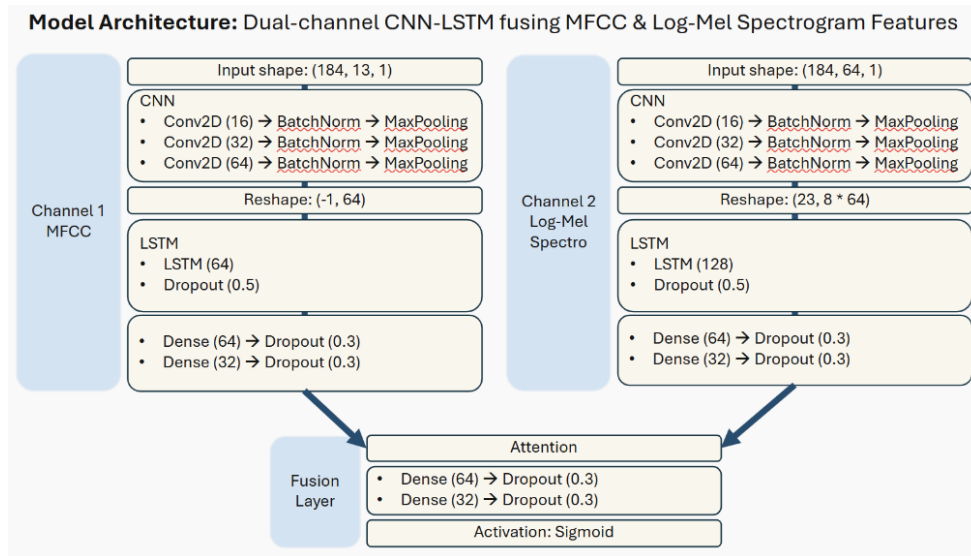 Model Architecture: Dual-channel CNN-LSTM fusing MFCC & Log-Mel Spectrogram Features
Channel 1
MFCC
Input shape: (184, 13, 1)
CNN
• Conv2D (16) → BatchNorm → MaxPooling
• Conv2D (32) → BatchNorm → MaxPooling
• Conv2D (64) → BatchNorm → MaxPooling
Reshape: (-1, 64)
LSTM
• LSTM (64)
• Dropout (0.5)
• Dense (64) → Dropout (0.3)
• Dense (32) → Dropout (0.3)
Channel 2
Log-Mel
Spectro
Input shape: (184, 64, 1)
CNN
• Conv2D (16) → BatchNorm → MaxPooling
• Conv2D (32) → BatchNorm → MaxPooling
• Conv2D (64) → BatchNorm → MaxPooling
Reshape: (23, 8 * 64)
LSTM
• LSTM (128)
• Dropout (0.5)
• Dense (64) → Dropout (0.3)
• Dense (32) → Dropout (0.3)
Fusion
Layer
Attention
• Dense (64) → Dropout (0.3)
• Dense (32) → Dropout (0.3)
Activation: Sigmoid